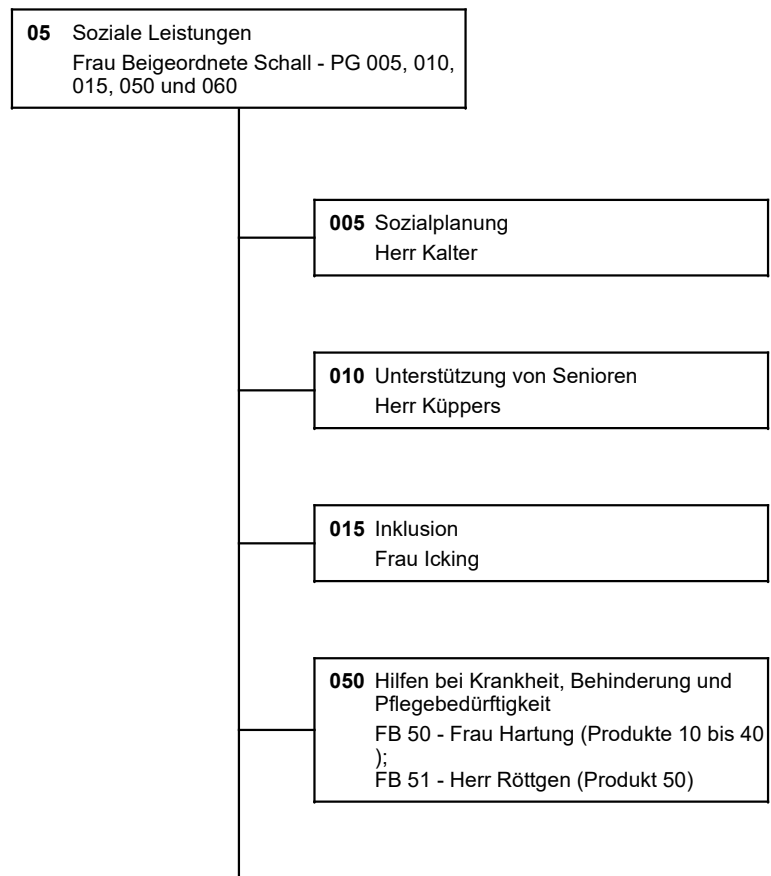 05 Soziale Leistungen
Frau Beigeordnete Schall - PG 005, 010,
015, 050 und 060
005 Sozialplanung
Herr Kalter
010 Unterstützung von Senioren
Herr Küppers
015 Inklusion
Frau Icking
050 Hilfen bei Krankheit, Behinderung und
Pflegebedürftigkeit
FB 50 - Frau Hartung (Produkte 10 bis 40
);
FB 51 - Herr Röttgen (Produkt 50)